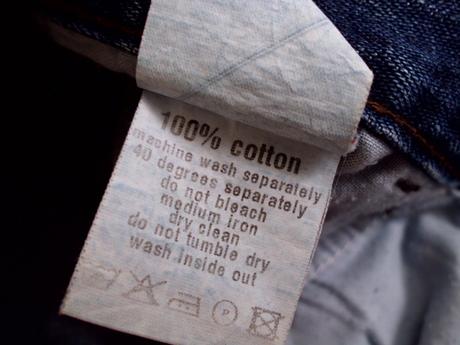 100% cotton
machine wash separately
40 degrees separately
do not bleach
medium iron
dry clean
do not tumble dry
wash.inside out
P